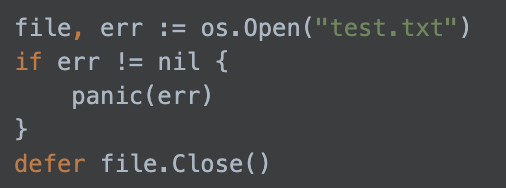 file, err := os.Open("test.txt")
if err != nil {
    panic(err)
}
defer file.Close()